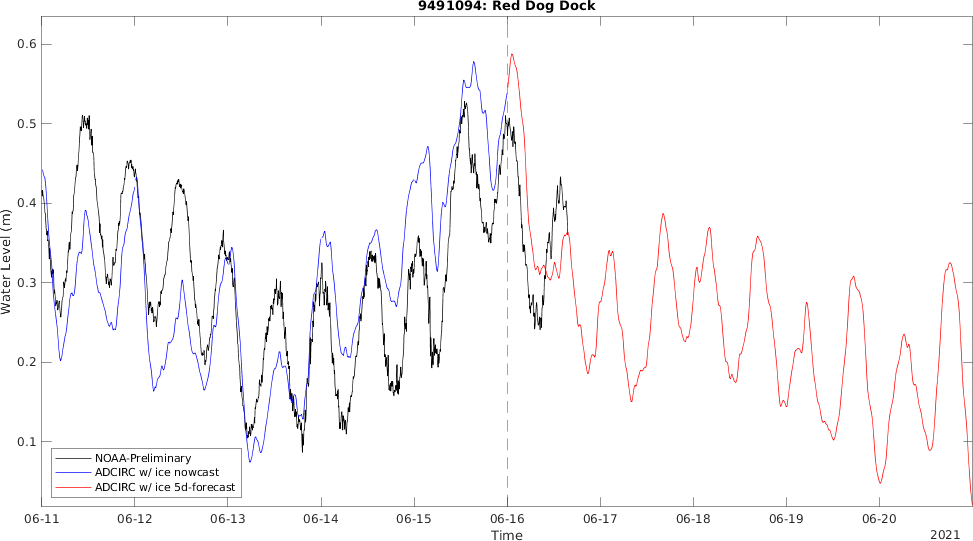 9491094: Red Dog Dock
Water Level (m)
0.6
0.5
0.4
0.3
0.2
0.1
NOAA-Preliminary
ADCIRC w/ ice nowcast
ADCIRC w/ ice 5d-forecast
06-11 06-12 06-13 06-14 06-15 06-16 06-17 06-18 06-19 06-20
Time
2021